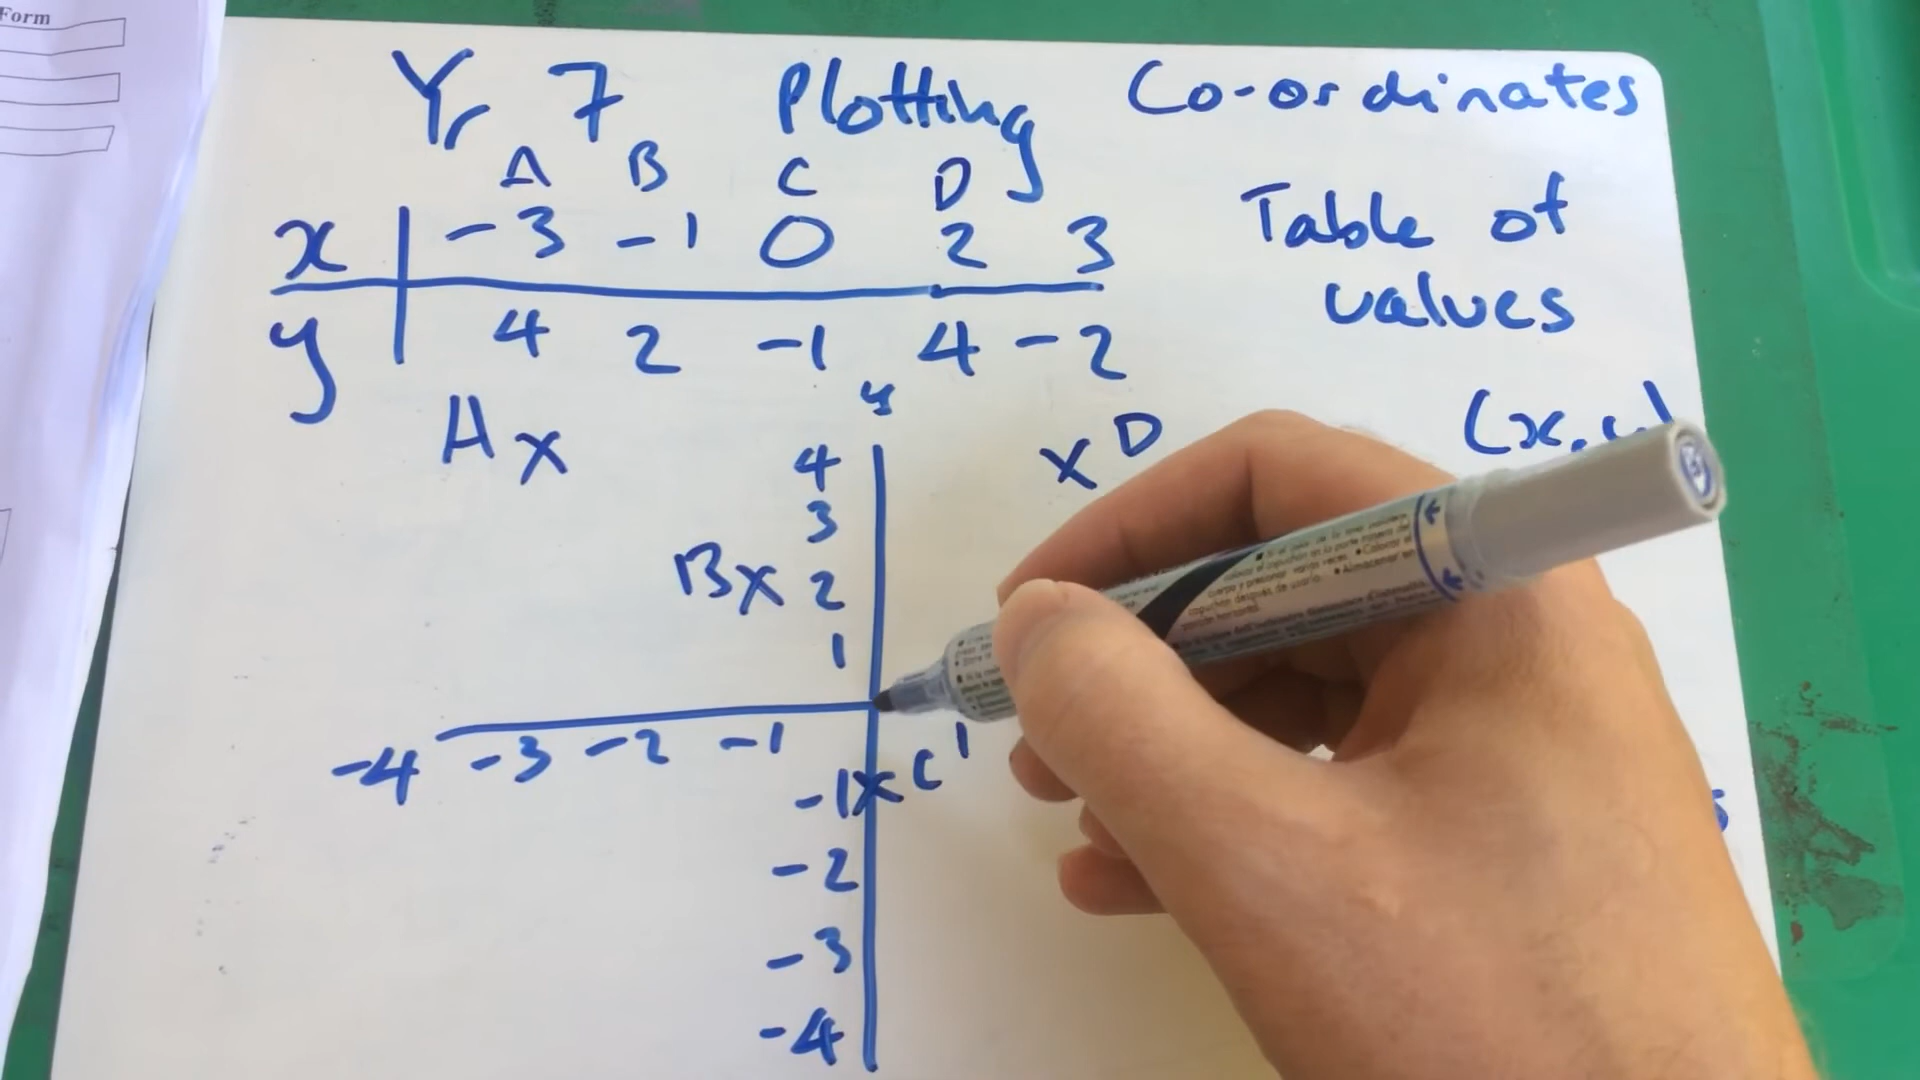 Form
Yr 7 Plotting Co-ordinates
A B C D
x -3 -1 0 2 3
y 4 2 -1 4 -2
Table of
values
(x,y)
y
A x
x D
4
3
B x 2
1
-4 -3 -2 -1 1
-1 x C
-2
-3
-4